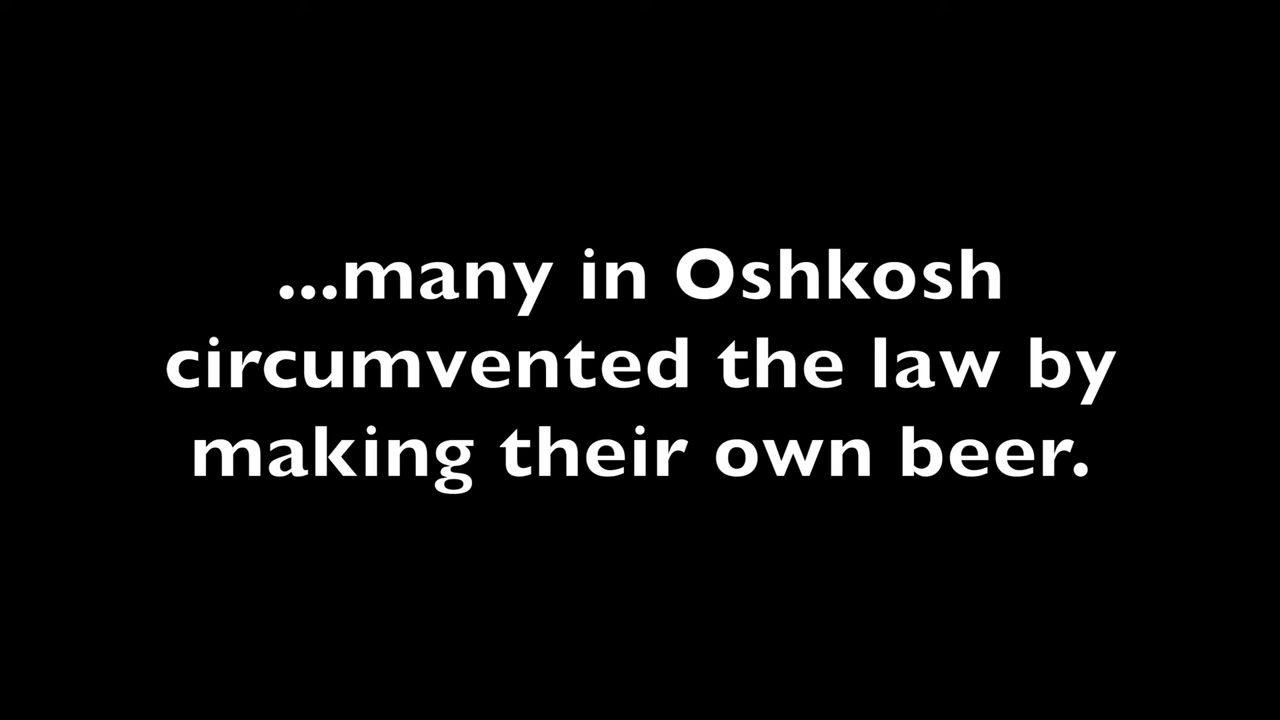 ...many in Oshkosh
circumvented the law by
making their own beer.